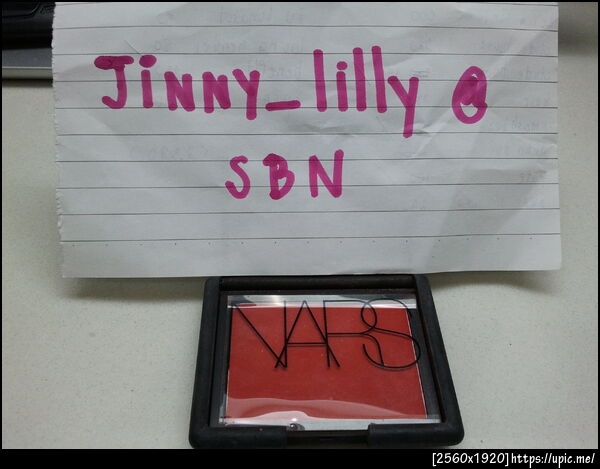 Jinny_lilly @
SBN
NARS
[2560x1920]https://upic.me/